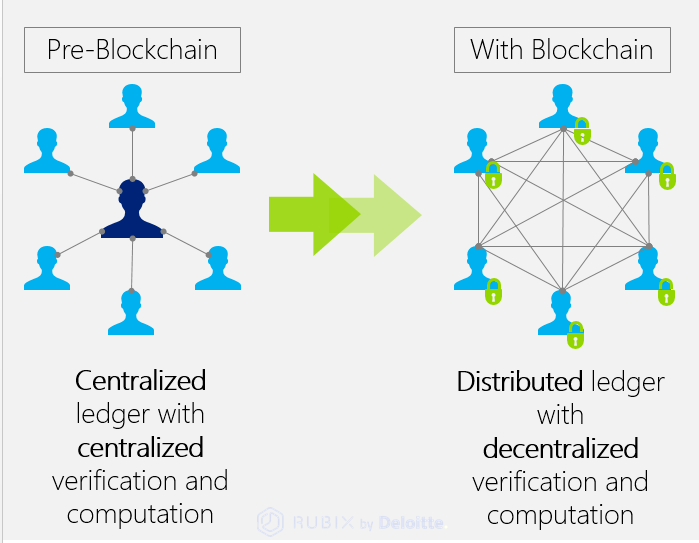 Pre-Blockchain
With Blockchain
Centralized
ledger with
centralized
verification and
computation
Distributed ledger
with
decentralized
verification and
computation
RUBIX by Deloitte.